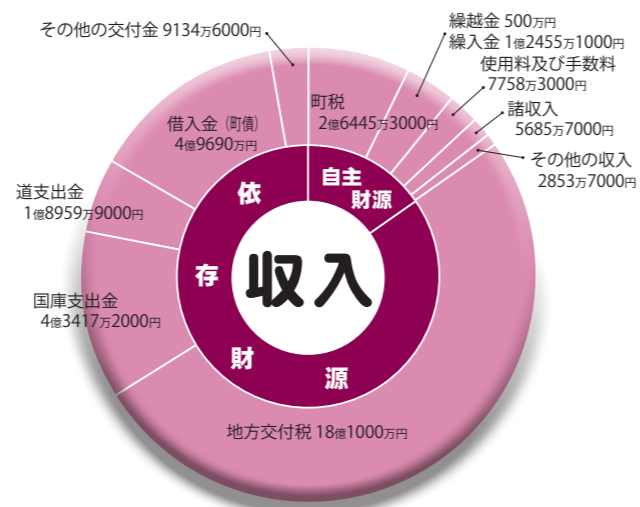 その他の交付金 9134万6000円
繰越金 500万円
繰入金 1億2455万1000円
使用料及び手数料
7758万3000円
諸収入
5685万7000円
その他の収入
2853万7000円
町税
2億6445万3000円
借入金（町債）
4億9690万円
道支出金
1億8959万9000円
国庫支出金
4億3417万2000円
地方交付税 18億1000万円
自主
財源
依
存
財
源
収入